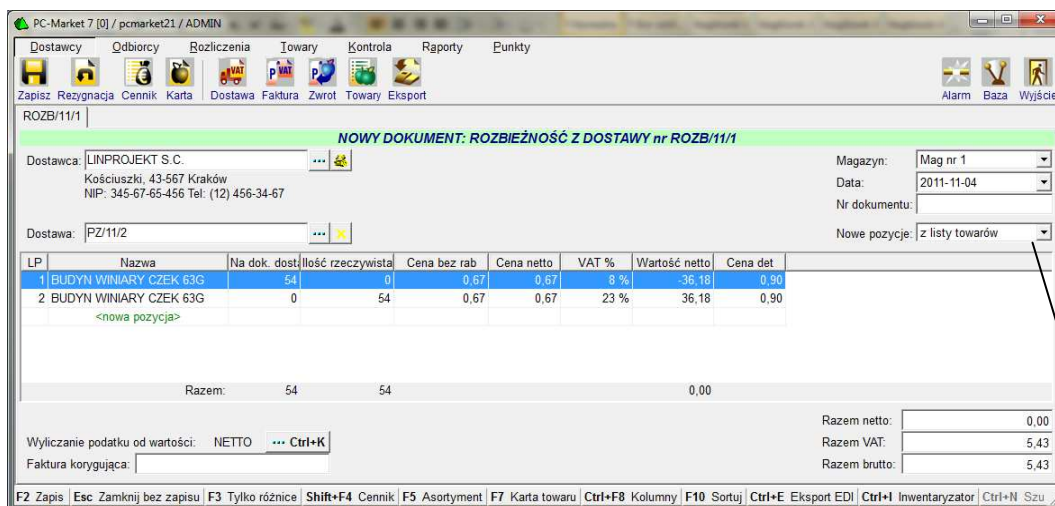 PC-Market 7 [0] / pcmarket21 / ADMIN
Dostawcy Odbiorcy Rozliczenia Towary Kontrola Raporty Punkty
VAT P VAT P
Zapisz Rezygnacja Cennik Karta Dostawa Faktura Zwrot Towary Eksport Alarm Baza Wyjście
ROZB/11/1
NOWY DOKUMENT: ROZBIEŻNOŚĆ Z DOSTAWY nr ROZB/11/1
Dostawca: LINPROJEKT S.C. ... Magazyn: Mag nr 1
Kościuszki, 43-567 Kraków Data: 2011-11-04
NIP: 345-67-65-456 Tel: (12) 456-34-67
Nr dokumentu:
Dostawa: PZ/11/2 ... Nowe pozycje: z listy towarów
LP Nazwa Na dok. dosta Ilość rzeczywista Cena bez rab Cena netto VAT % Wartość netto Cena det
1 BUDYN WINIARY CZEK 63G 54 0 0,67 0,67 8 % -36,18 0,90
2 BUDYN WINIARY CZEK 63G 0 54 0,67 0,67 23 % 36,18 0,90
<nowa pozycja>
Razem: 54 54 0,00
Razem netto: 0,00
Wyliczanie podatku od wartości: NETTO ... Ctrl+K Razem VAT: 5,43
Faktura korygująca: Razem brutto: 5,43
F2 Zapis Esc Zamknij bez zapisu F3 Tylko różnice Shift+F4 Cennik F5 Asortyment F7 Karta towaru Ctrl+F8 Kolumny F10 Sortuj Ctrl+E Eksport EDI Ctrl+I Inwentaryzator Ctrl+N Szu